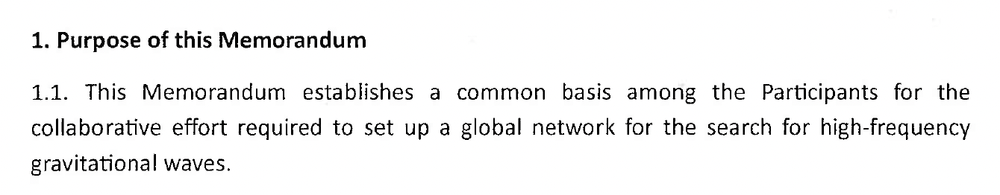 1. Purpose of this Memorandum
1.1. This Memorandum establishes a common basis among the Participants for the
collaborative effort required to set up a global network for the search for high-frequency
gravitational waves.